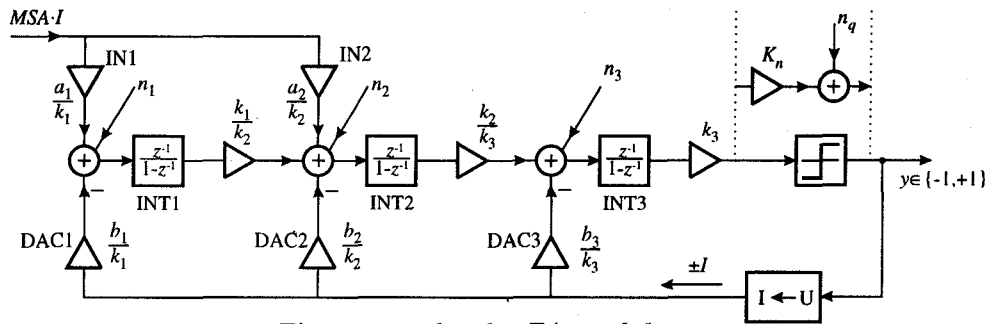 MSA·I
IN1
IN2
n_q
K_n
a_1/k_1
n_1
a_2/k_2
n_2
n_3
k_1/k_2
k_2/k_3
k_3
+
+
+
+
z^-1/1-z^-1
z^-1/1-z^-1
z^-1/1-z^-1
y∈{-1,+1}
−
−
−
INT1
INT2
INT3
DAC1
b_1/k_1
DAC2
b_2/k_2
DAC3
b_3/k_3
±I
I ← U